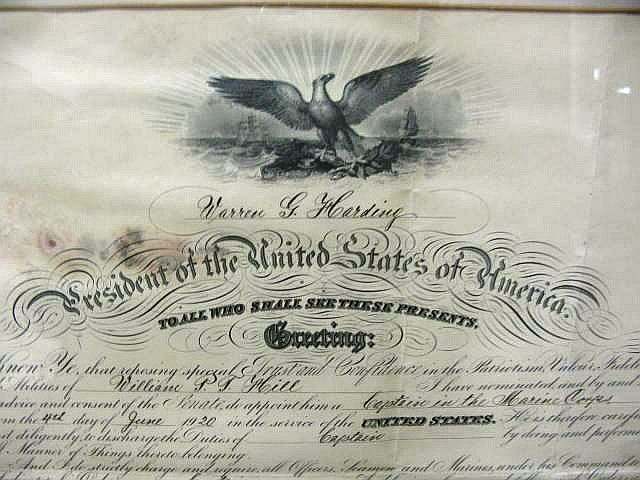 Warren G. Harding
President of the United States of America.
TO ALL WHO SHALL SEE THESE PRESENTS,
Greeting:
Know Ye, that reposing special Trust and Confidence in the Patriotism, Valour, Fidel
Abilities of William P. T. Hill I have nominated, and by and
advice and consent of the Senate, do appoint him a Captain in the Marine Corps
from the 4th day of June 1920 in the service of the UNITED STATES. He is therefore care
diligently to discharge the Duties of Captain by doing and perform
Manner of Things thereto belonging.
And I do strictly charge and require, all Officers, Seamen and Marines, under his Command